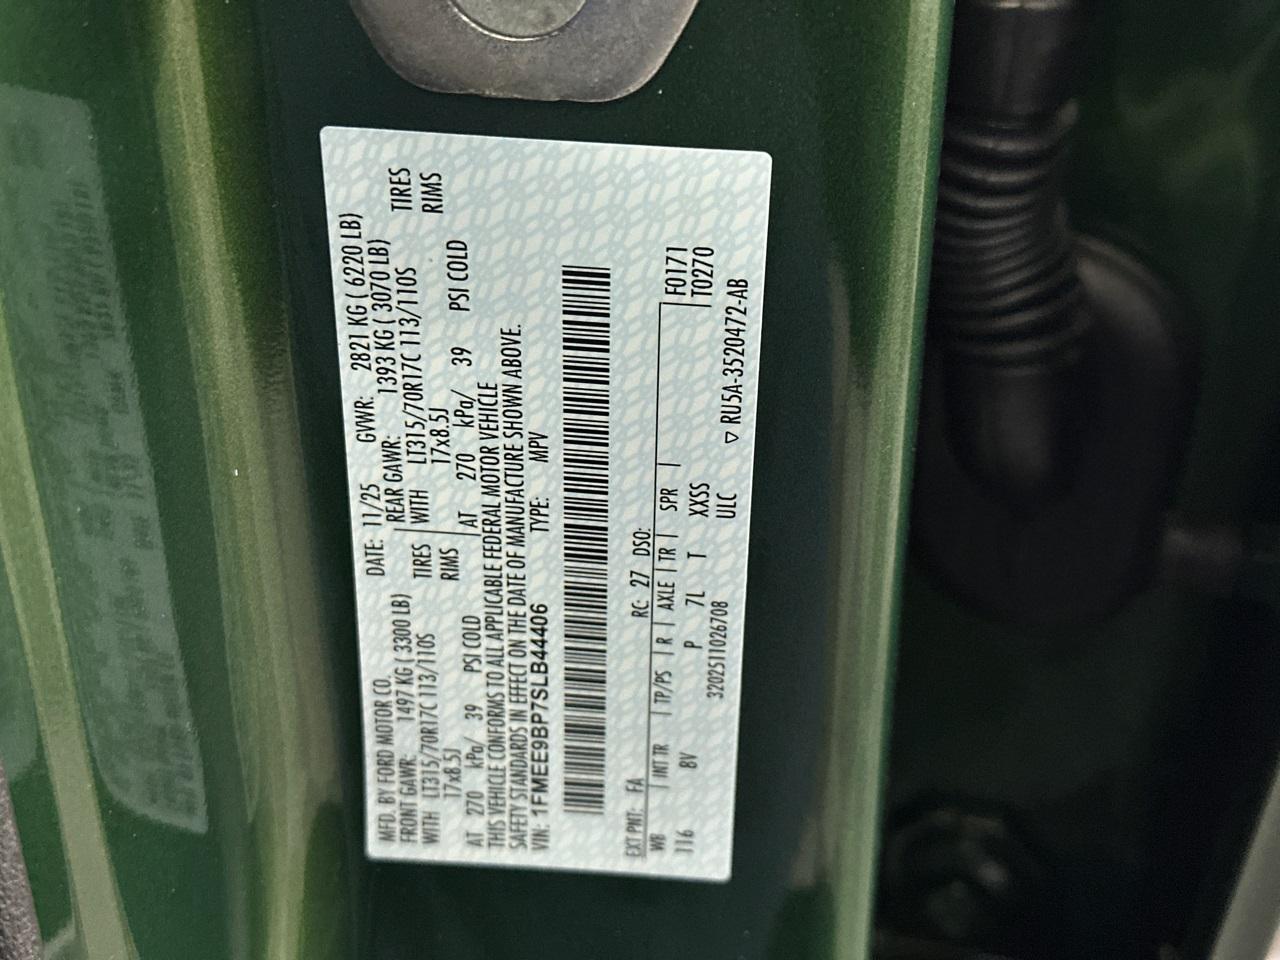 MFD. BY FORD MOTOR CO. DATE: 11/25 GVWR: 2821 KG ( 6220 LB)
FRONT GAWR: 1497 KG ( 3300 LB) REAR GAWR: 1393 KG ( 3070 LB)
WITH LT315/70R17C 113/110S TIRES WITH LT315/70R17C 113/110S TIRES
17x8.5J RIMS 17x8.5J RIMS
AT 270 kPa/ 39 PSI COLD AT 270 kPa/ 39 PSI COLD
THIS VEHICLE CONFORMS TO ALL APPLICABLE FEDERAL MOTOR VEHICLE
SAFETY STANDARDS IN EFFECT ON THE DATE OF MANUFACTURE SHOWN ABOVE.
VIN: 1FMEE9BP7SLB44406 TYPE: MPV
EXT PNT: FA RC: 27 DSO:
WB INT TR TP/PS R AXLE TR SPR F0171
116 BV P 7L T XXSS T0270
3202511026708 ULC ▽ RU5A-3520472-AB